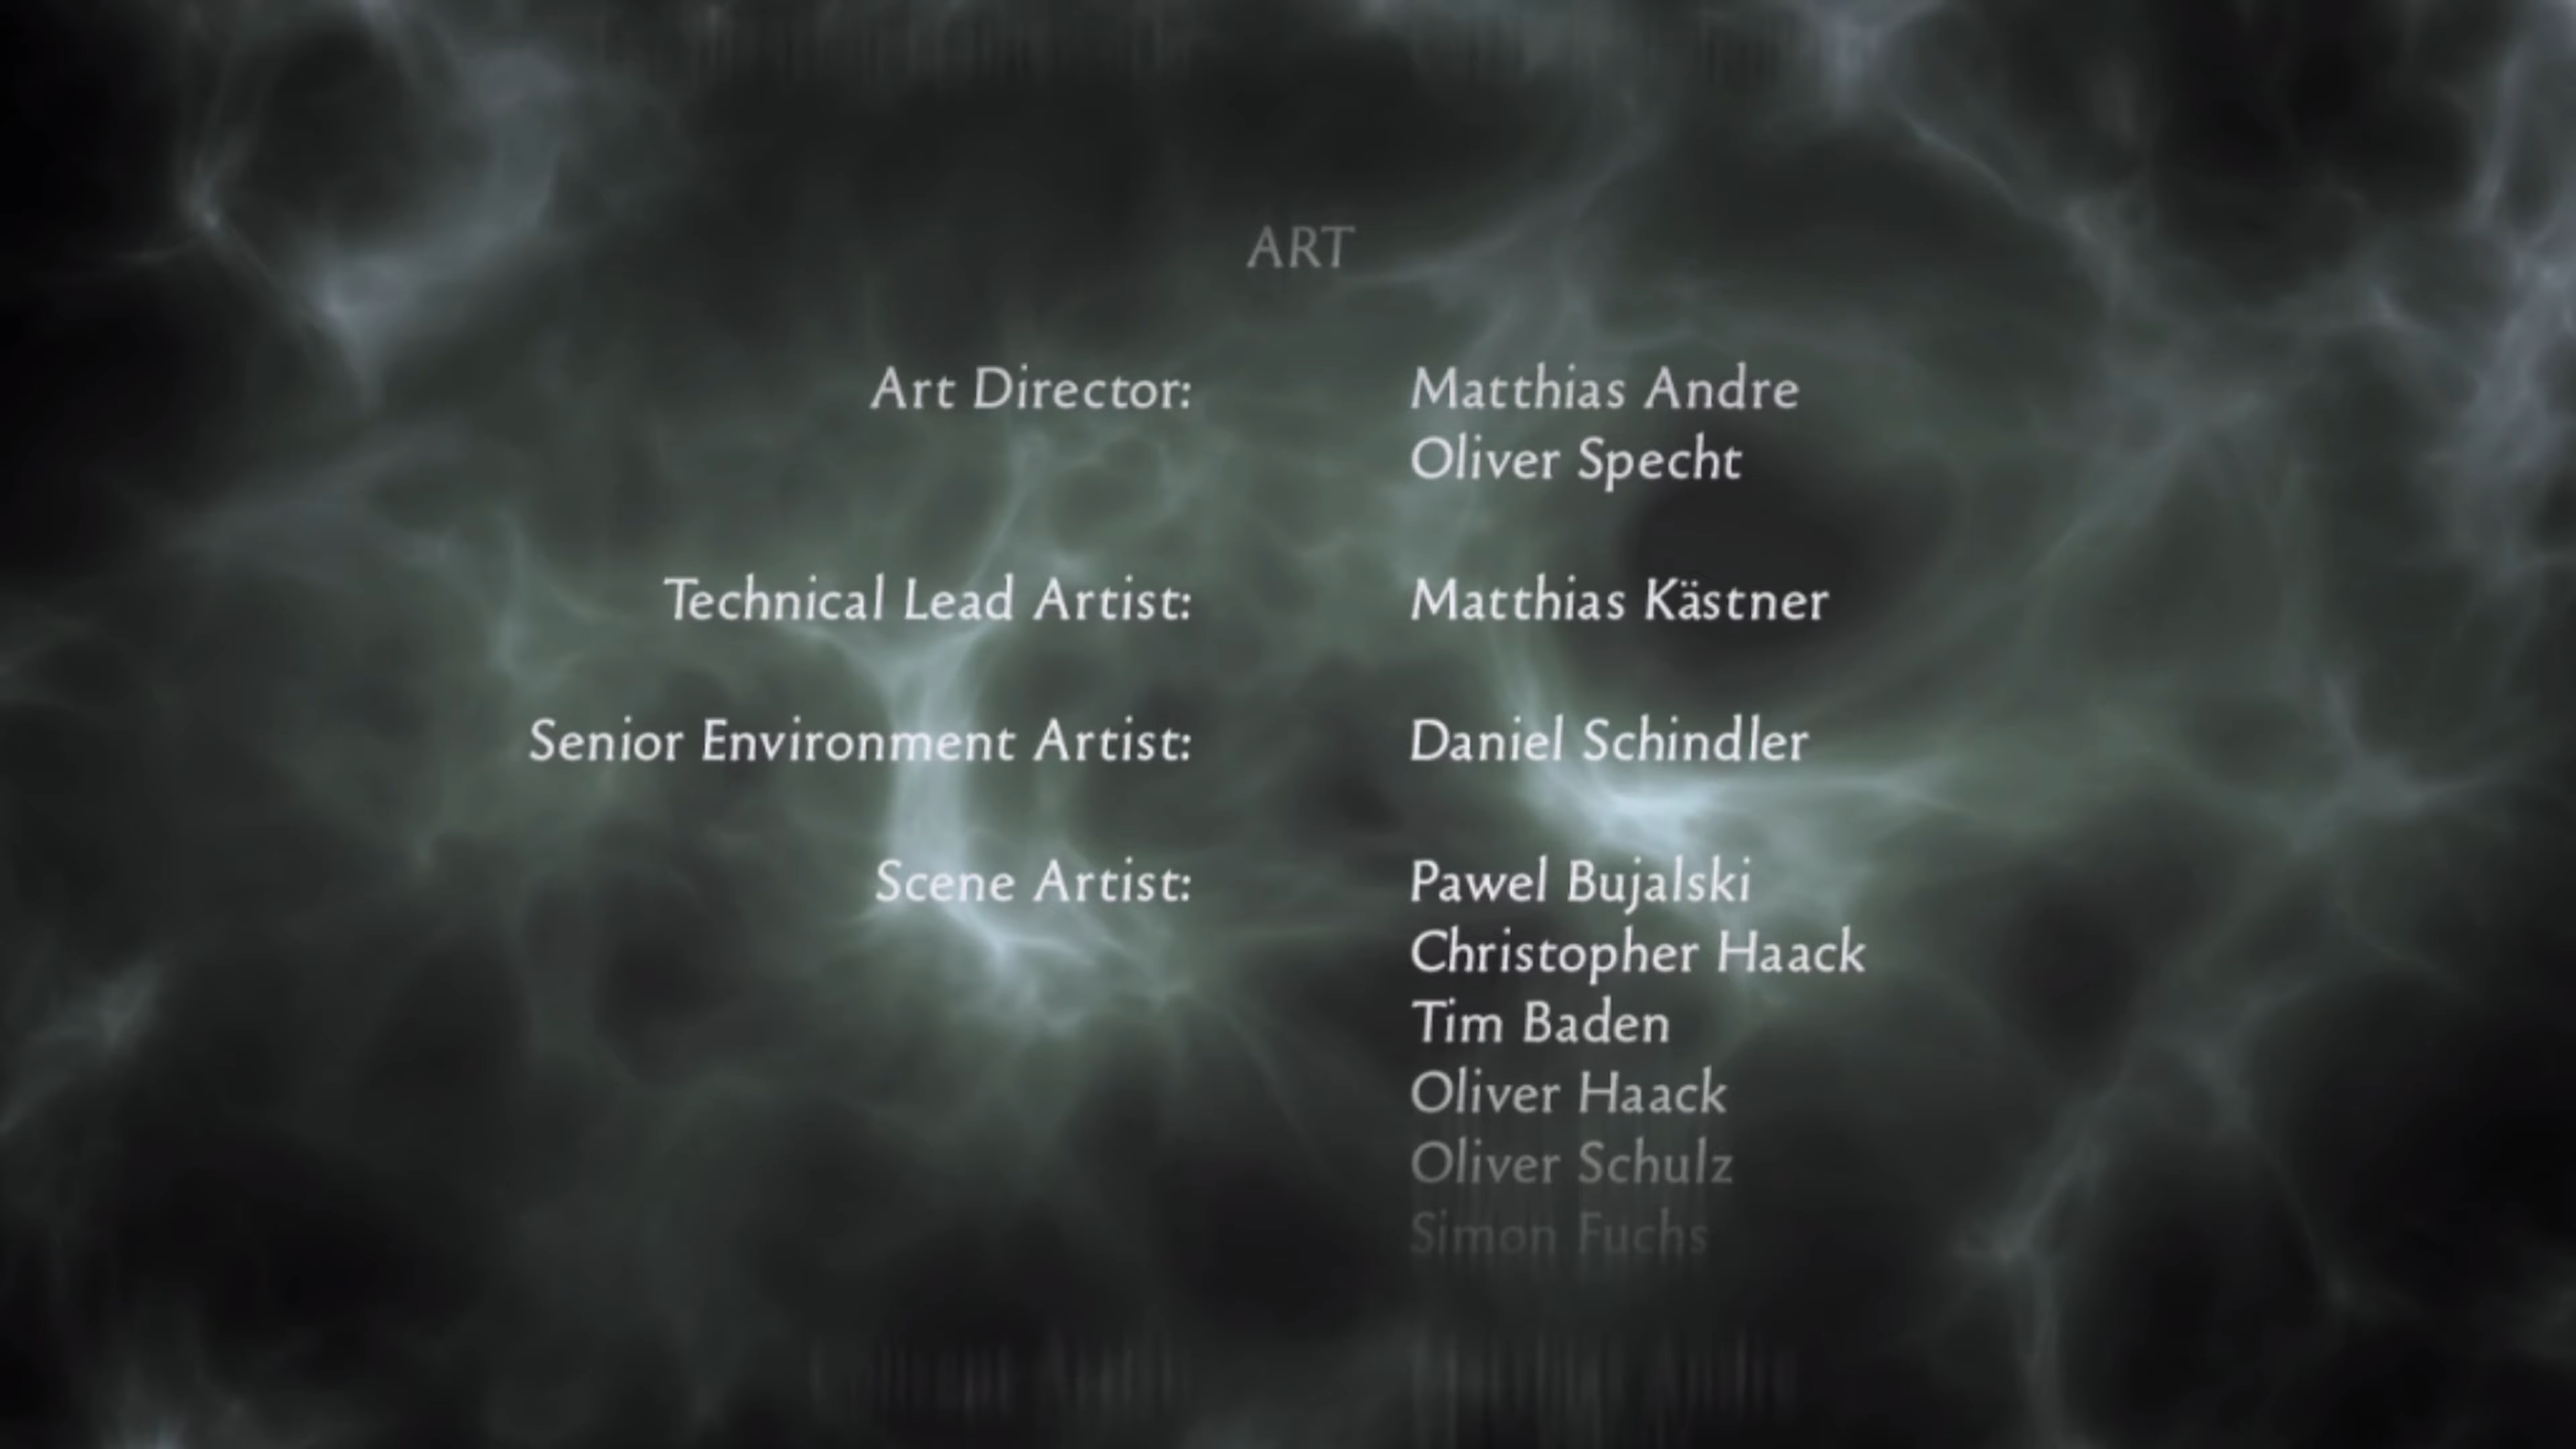 ART
Art Director: Matthias Andre
Oliver Specht
Technical Lead Artist: Matthias Kästner
Senior Environment Artist: Daniel Schindler
Scene Artist: Pawel Bujalski
Christopher Haack
Tim Baden
Oliver Haack
Oliver Schulz
Simon Fuchs